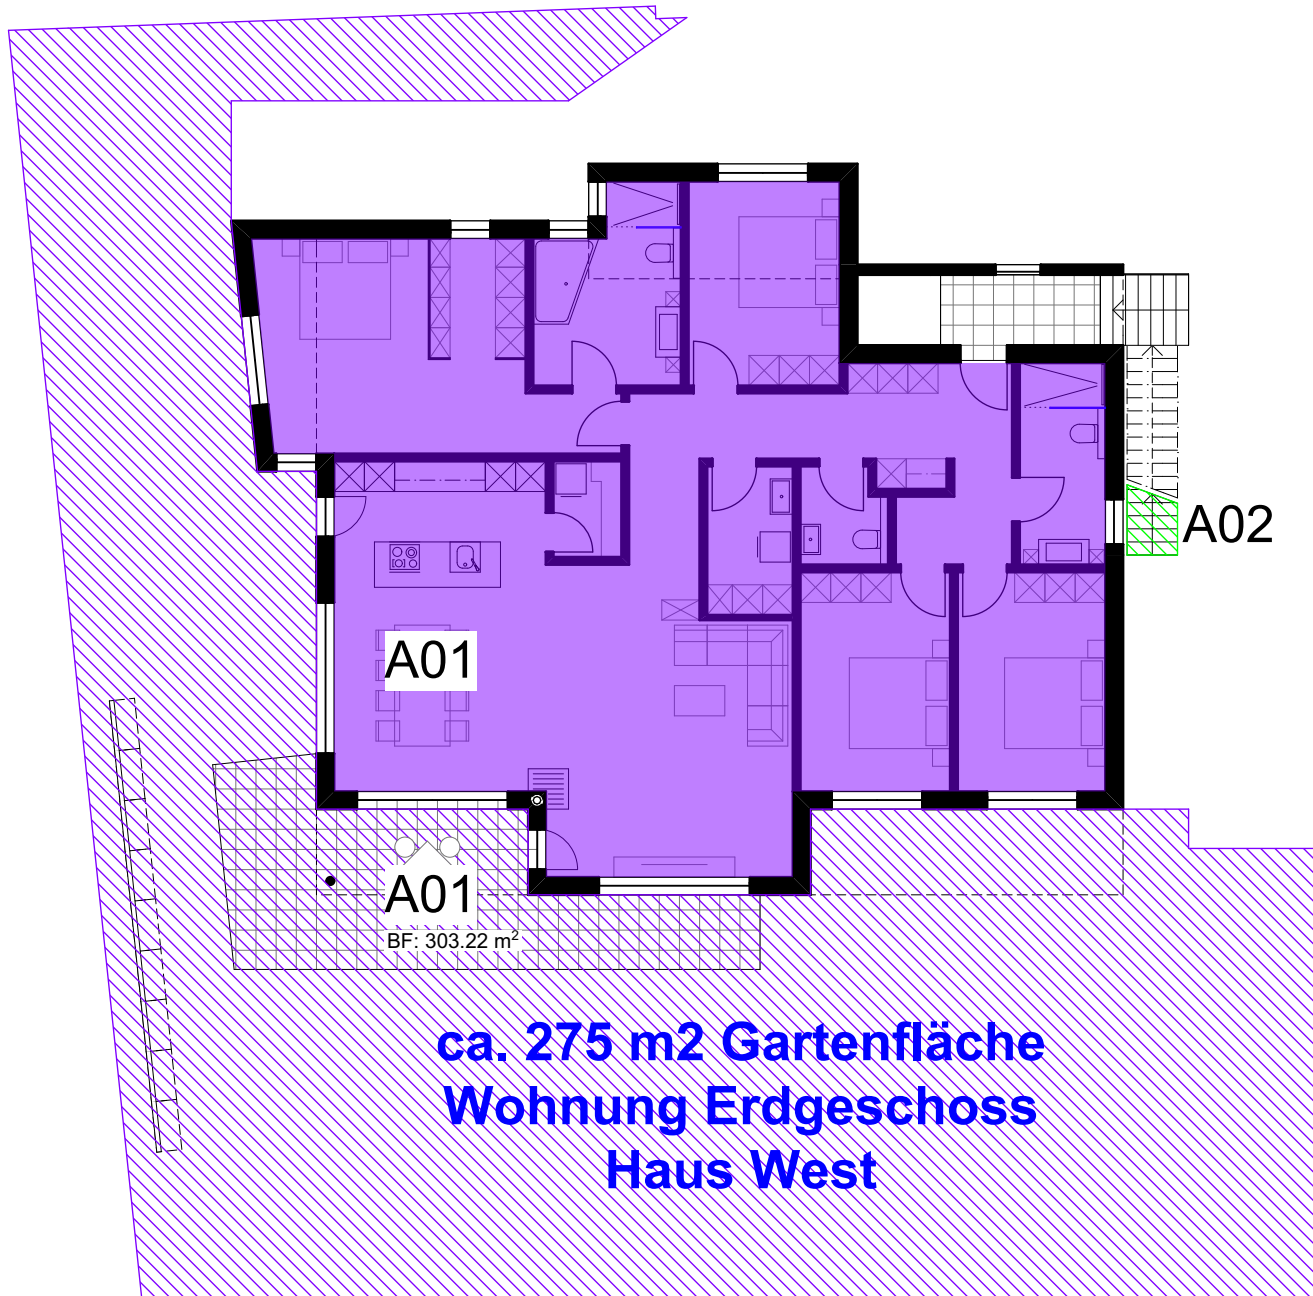 A02
A01
A01
BF: 303.22 m²
ca. 275 m2 Gartenfläche
Wohnung Erdgeschoss
Haus West